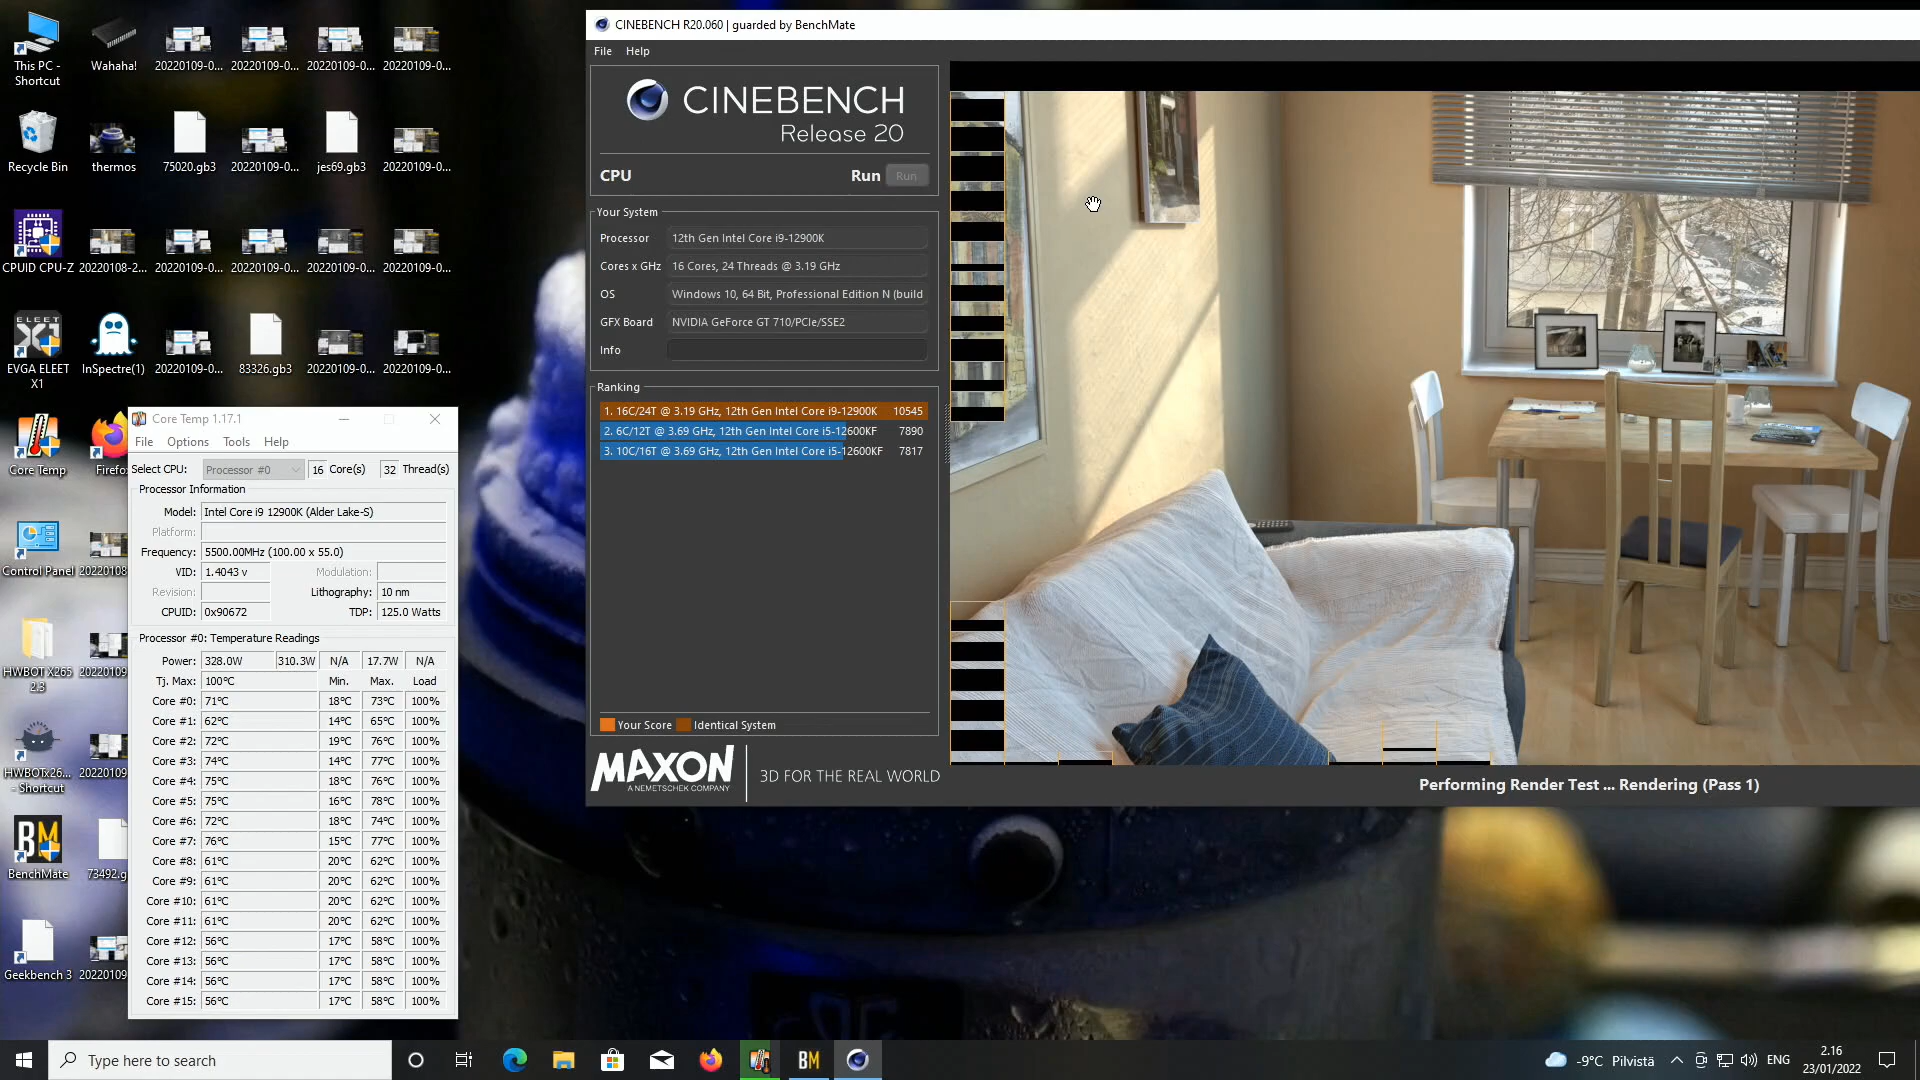 This PC -
Shortcut
Wahaha!
20220109-0...
20220109-0...
20220109-0...
20220109-0...
Recycle Bin
thermos
75020.gb3
20220109-0...
jes69.gb3
20220109-0...
CPUID CPU-Z
20220108-2...
20220109-0...
20220109-0...
20220109-0...
20220109-0...
ELEET
X1
EVGA ELEET
X1
InSpectre(1)
20220109-0...
83326.gb3
20220109-0...
20220109-0...
Core Temp
Firefo
Control Panel
20220108
HWBOT X265
2.3
20220109
HWBOTx26...
- Shortcut
20220109
BM
BenchMate
73492.g
Geekbench 3
20220109
Core Temp 1.17.1
File Options Tools Help
Select CPU: Processor #0 16 Core(s) 32 Thread(s)
Processor Information
Model: Intel Core i9 12900K (Alder Lake-S)
Platform:
Frequency: 5500.00MHz (100.00 x 55.0)
VID: 1.4043 v Modulation:
Revision: Lithography: 10 nm
CPUID: 0x90672 TDP: 125.0 Watts
Processor #0: Temperature Readings
Power: 328.0W 310.3W N/A 17.7W N/A
Tj. Max: 100°C Min. Max. Load
Core #0: 71°C 18°C 73°C 100%
Core #1: 62°C 14°C 65°C 100%
Core #2: 72°C 19°C 76°C 100%
Core #3: 74°C 14°C 77°C 100%
Core #4: 75°C 18°C 76°C 100%
Core #5: 75°C 16°C 78°C 100%
Core #6: 72°C 18°C 74°C 100%
Core #7: 76°C 15°C 77°C 100%
Core #8: 61°C 20°C 62°C 100%
Core #9: 61°C 20°C 62°C 100%
Core #10: 61°C 20°C 62°C 100%
Core #11: 61°C 20°C 62°C 100%
Core #12: 56°C 17°C 58°C 100%
Core #13: 56°C 17°C 58°C 100%
Core #14: 56°C 17°C 58°C 100%
Core #15: 56°C 17°C 58°C 100%
CINEBENCH R20.060 | guarded by BenchMate
File Help
CINEBENCH
Release 20
CPU Run Run
Your System
Processor 12th Gen Intel Core i9-12900K
Cores x GHz 16 Cores, 24 Threads @ 3.19 GHz
OS Windows 10, 64 Bit, Professional Edition N (build
GFX Board NVIDIA GeForce GT 710/PCIe/SSE2
Info
Ranking
1. 16C/24T @ 3.19 GHz, 12th Gen Intel Core i9-12900K 10545
2. 6C/12T @ 3.69 GHz, 12th Gen Intel Core i5-12600KF 7890
3. 10C/16T @ 3.69 GHz, 12th Gen Intel Core i5-12600KF 7817
Your Score Identical System
MAXON
A NEMETSCHEK COMPANY
3D FOR THE REAL WORLD
Performing Render Test ... Rendering (Pass 1)
Type here to search
BM
-9°C Pilvistä
ENG
2.16
23/01/2022